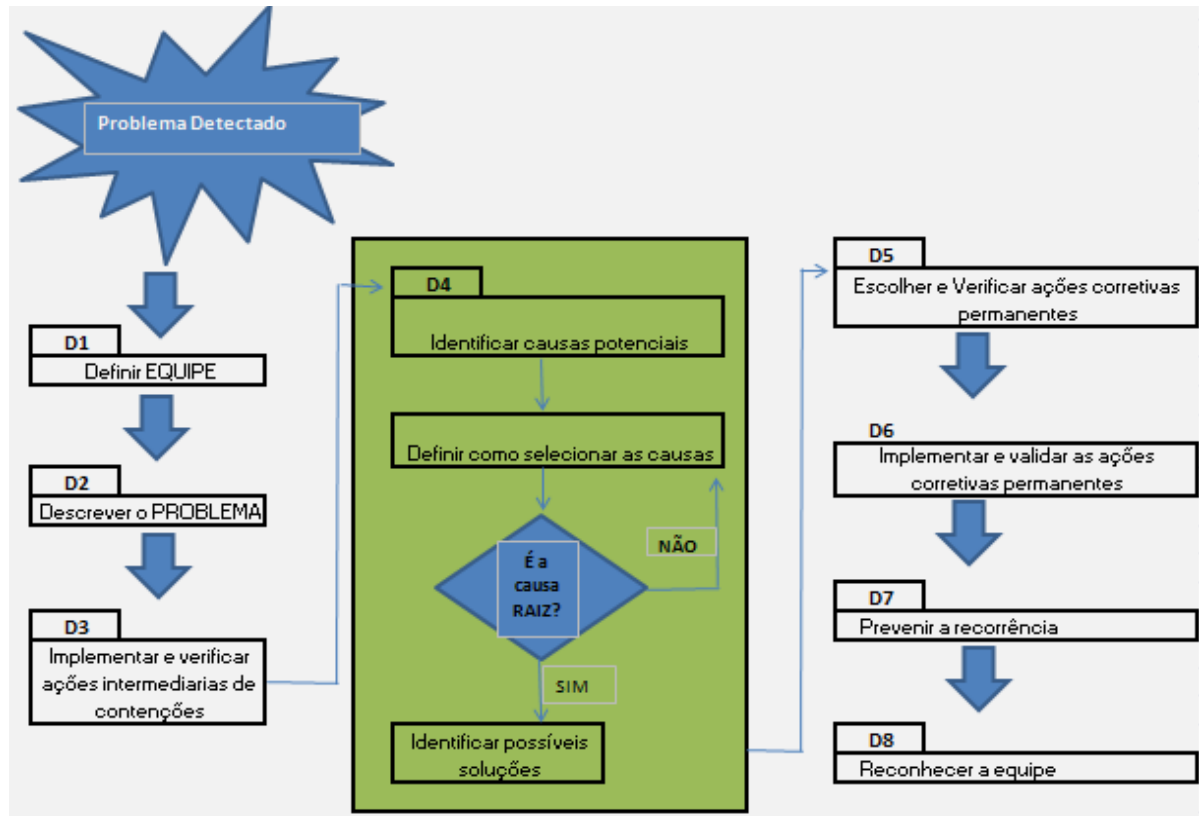 Problema Detectado
D1
Definir EQUIPE
D2
Descrever o PROBLEMA
D3
Implementar e verificar
ações intermediarias de
contenções
D4
Identificar causas potenciais
Definir como selecionar as causas
É a
causa
RAIZ?
NÃO
SIM
Identificar possíveis
soluções
D5
Escolher e Verificar ações corretivas
permanentes
D6
Implementar e validar as ações
corretivas permanentes
D7
Prevenir a recorrência
D8
Reconhecer a equipe